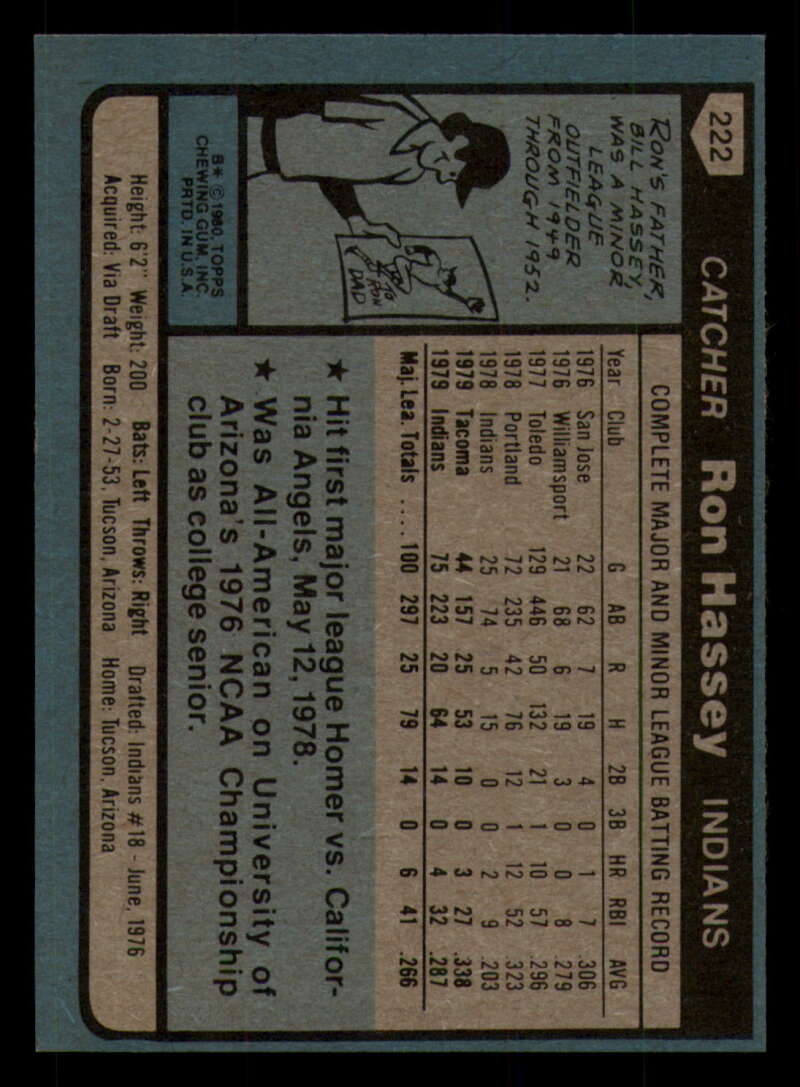 222 CATCHER Ron Hassey INDIANS
RON'S FATHER,
BILL HASSEY,
WAS A MINOR
LEAGUE
OUTFIELDER
FROM 1949
THROUGH 1952.
TO
RON
DAD
B* © 1980 TOPPS
CHEWING GUM, INC.
PRTD. IN U.S.A.
COMPLETE MAJOR AND MINOR LEAGUE BATTING RECORD
Year Club G AB R H 2B 3B HR RBI AVG
1976 San Jose 22 62 7 19 4 0 1 7 .306
1976 Williamsport 21 68 6 19 3 0 0 8 .279
1977 Toledo 129 446 50 132 21 1 10 57 .296
1978 Portland 72 235 42 76 12 1 12 52 .323
1978 Indians 25 74 5 15 0 0 2 9 .203
1979 Tacoma 44 157 25 53 10 0 3 27 .338
1979 Indians 75 223 20 64 14 0 4 32 .287
Maj. Lea. Totals .... 100 297 25 79 14 0 6 41 .266
★ Hit first major league Homer vs. Califor-
nia Angels, May 12, 1978.
★ Was All-American on University of
Arizona's 1976 NCAA Championship
club as college senior.
Height: 6'2" Weight: 200 Bats: Left Throws: Right Drafted: Indians #18 - June, 1976
Acquired: Via Draft Born: 2-27-53, Tucson, Arizona Home: Tucson, Arizona